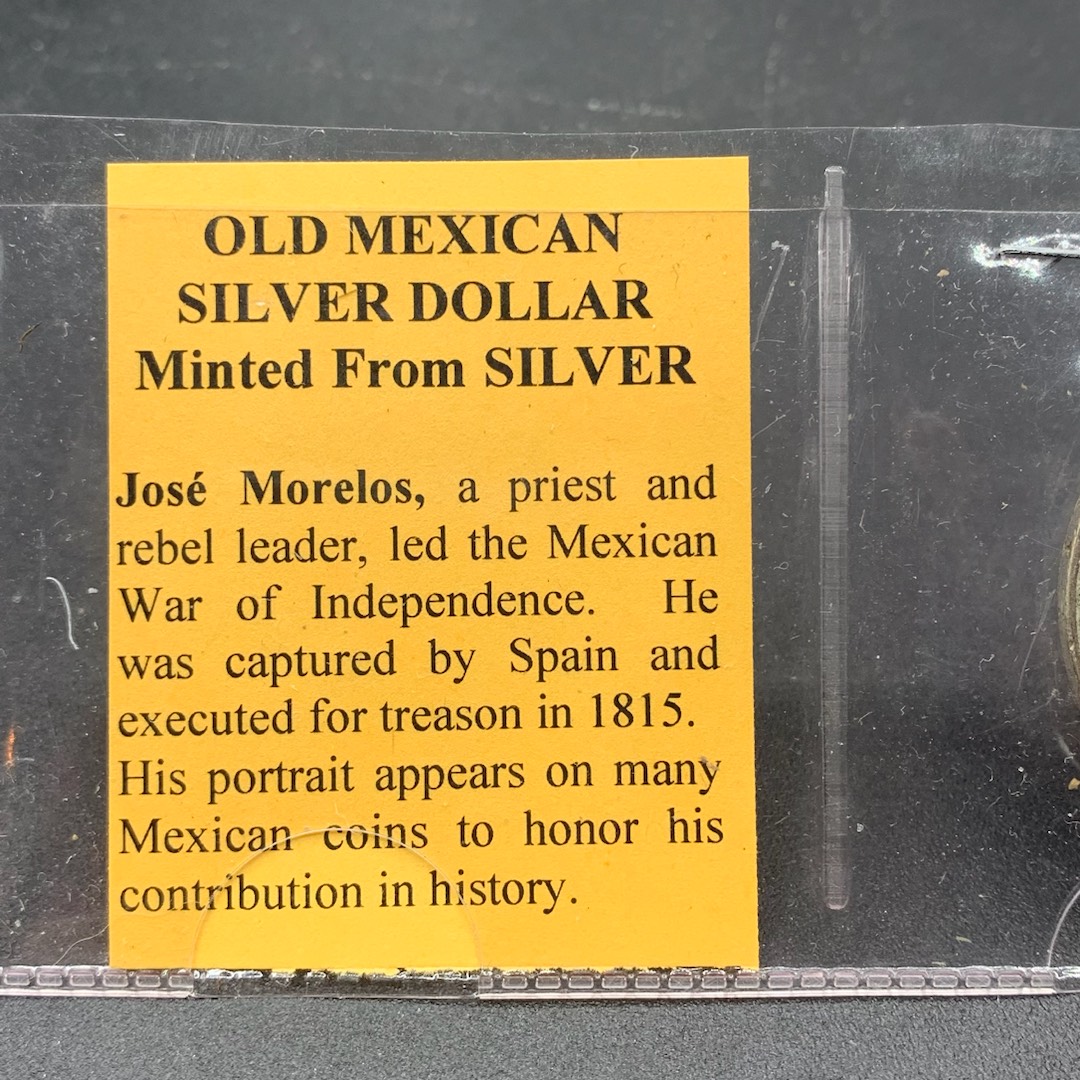 OLD MEXICAN
SILVER DOLLAR
Minted From SILVER
José Morelos, a priest and
rebel leader, led the Mexican
War of Independence. He
was captured by Spain and
executed for treason in 1815.
His portrait appears on many
Mexican coins to honor his
contribution in history.